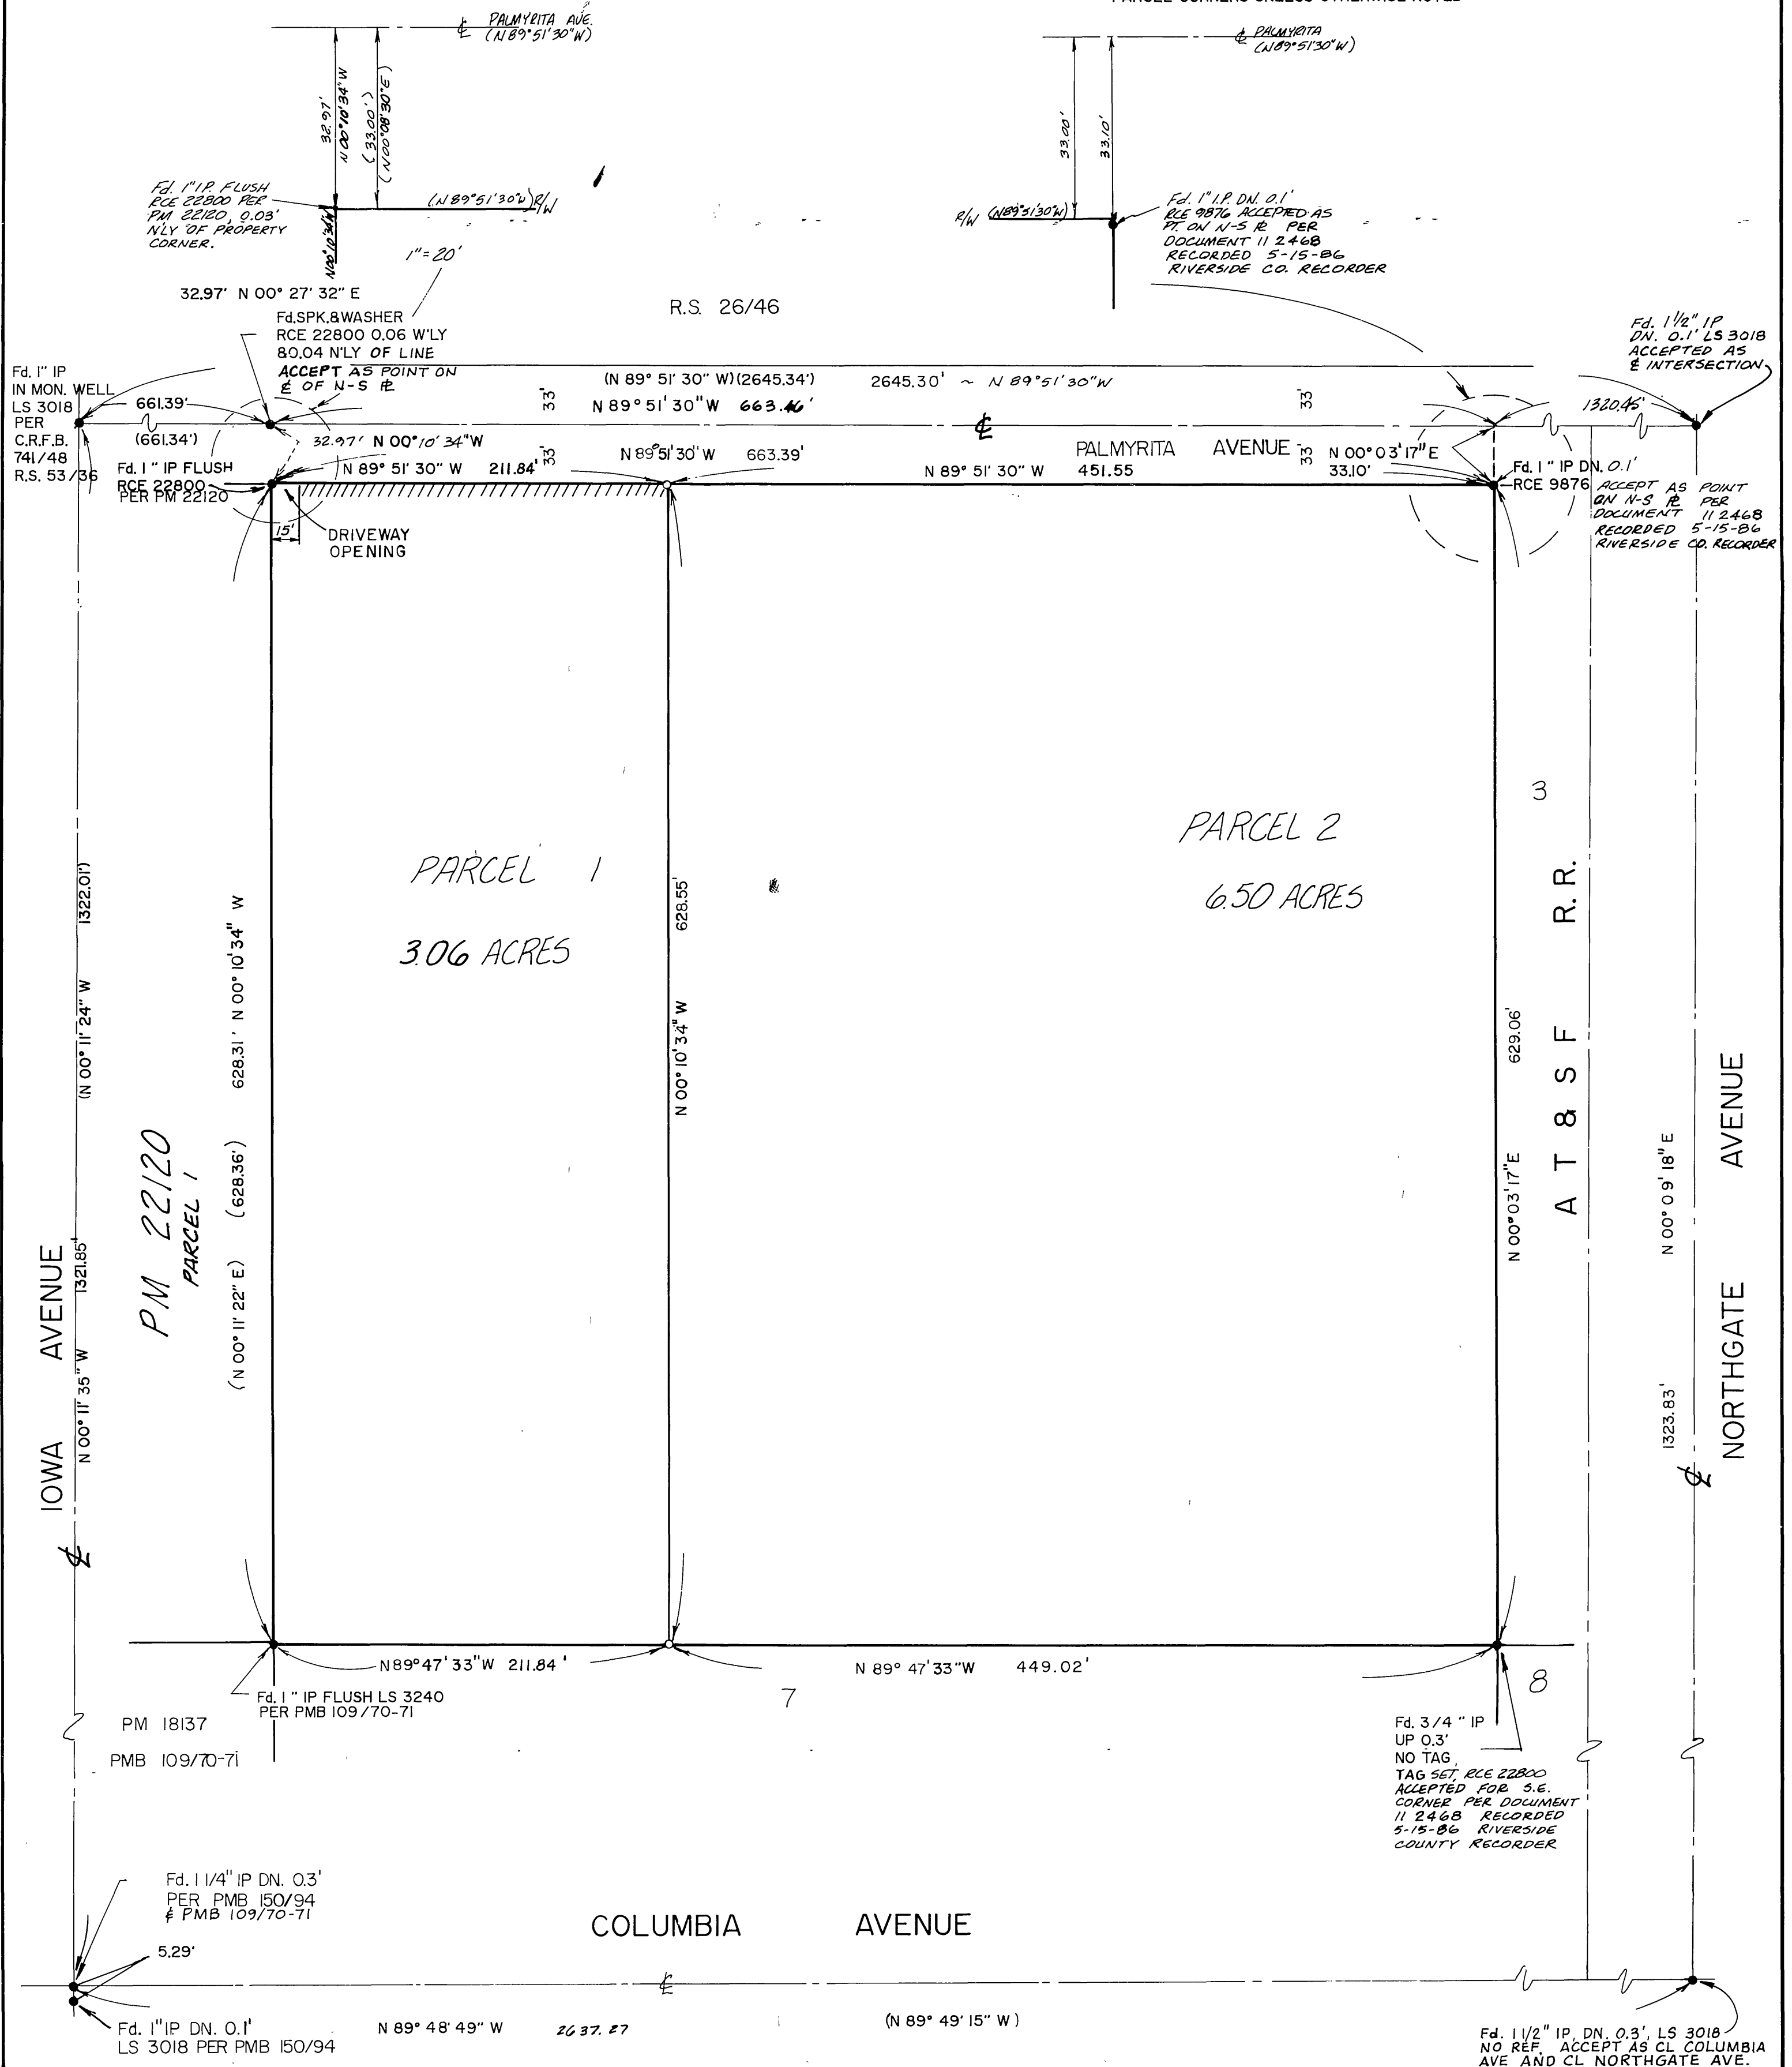 ℄ PALMYRITA AVE.
(N 89° 51' 30" W)
℄ PALMYRITA
(N 89° 51' 30" W)
32.97'
N 00° 10' 34" W
(33.00')
(N 00° 08' 30" E)
33.00'
33.10'
Fd. 1" I.P. FLUSH
RCE 22800 PER
PM 22120, 0.03'
NLY OF PROPERTY
CORNER.
(N 89° 51' 30" W) R/W
N 00° 10' 34" W
1" = 20'
R/W (N 89° 51' 30" W)
Fd. 1" I.P. DN. 0.1'
RCE 9876 ACCEPTED AS
PT. ON N-S ⅊ PER
DOCUMENT 11 2468
RECORDED 5-15-86
RIVERSIDE CO. RECORDER
32.97' N 00° 27' 32" E
Fd. SPK. & WASHER
RCE 22800 0.06 W'LY
80.04 N'LY OF LINE
ACCEPT AS POINT ON
℄ OF N-S ⅊
R.S. 26/46
Fd. 1 1/2" IP
DN. 0.1' LS 3018
ACCEPTED AS
℄ INTERSECTION
Fd. 1" IP
IN MON. WELL
LS 3018
PER
C.R.F.B.
741/48
R.S. 53/36
661.39'
(661.34')
33'
33'
(N 89° 51' 30" W) (2645.34')
2645.30' ~ N 89° 51' 30" W
N 89° 51' 30" W 663.46'
33'
33'
1320.45'
℄
PALMYRITA AVENUE
32.97' N 00° 10' 34" W
N 89° 51' 30" W 663.39'
N 00° 03' 17" E
33.10'
N 89° 51' 30" W 211.84'
N 89° 51' 30" W 451.55
Fd. 1" IP FLUSH
RCE 22800
PER PM 22120
15'
DRIVEWAY
OPENING
Fd. 1" IP DN. 0.1'
RCE 9876
ACCEPT AS POINT
ON N-S ⅊ PER
DOCUMENT 11 2468
RECORDED 5-15-86
RIVERSIDE CO. RECORDER
PARCEL 1
3.06 ACRES
PARCEL 2
6.50 ACRES
3
IOWA AVENUE
℄
(N 00° 11' 24" W 1322.01')
N 00° 11' 35" W 1321.85'
PM 22120
PARCEL 1
628.31' N 00° 10' 34" W
(N 00° 11' 22" E) (628.36')
N 00° 10' 34" W 628.55'
N 00° 03' 17" E 629.06'
A T & S F R.R.
1323.83' N 00° 09' 18" E
NORTHGATE AVENUE
℄
N 89° 47' 33" W 211.84'
N 89° 47' 33" W 449.02'
7
8
Fd. 1" IP FLUSH LS 3240
PER PMB 109/70-71
PM 18137
PMB 109/70-71
Fd. 3/4" IP
UP 0.3'
NO TAG,
TAG SET, RCE 22800
ACCEPTED FOR S.E.
CORNER PER DOCUMENT
11 2468 RECORDED
5-15-86 RIVERSIDE
COUNTY RECORDER
Fd. 1 1/4" IP DN. 0.3'
PER PMB 150/94
& PMB 109/70-71
5.29'
COLUMBIA AVENUE
℄
Fd. 1" IP DN. 0.1'
LS 3018 PER PMB 150/94
N 89° 48' 49" W 2637.27
(N 89° 49' 15" W)
Fd. 1 1/2" IP, DN. 0.3', LS 3018
NO REF, ACCEPT AS CL COLUMBIA
AVE AND CL NORTHGATE AVE.